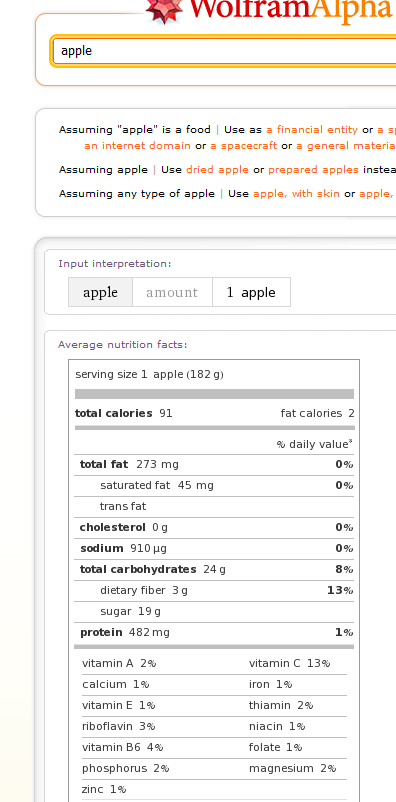 WolframAlpha
apple
Assuming "apple" is a food | Use as a financial entity or a
an internet domain or a spacecraft or a general
Assuming apple | Use dried apple or prepared apples
Assuming any type of apple | Use apple, with skin or apple,
Input interpretation:
apple amount 1 apple
Average nutrition facts:
serving size 1 apple (182 g)
total calories 91 fat calories 2
% daily value*
total fat 273 mg 0%
saturated fat 45 mg 0%
trans fat
cholesterol 0 g 0%
sodium 910 µg 0%
total carbohydrates 24 g 8%
dietary fiber 3 g 13%
sugar 19 g
protein 482 mg 1%
vitamin A 2% vitamin C 13%
calcium 1% iron 1%
vitamin E 1% thiamin 2%
riboflavin 3% niacin 1%
vitamin B6 4% folate 1%
phosphorus 2% magnesium 2%
zinc 1%